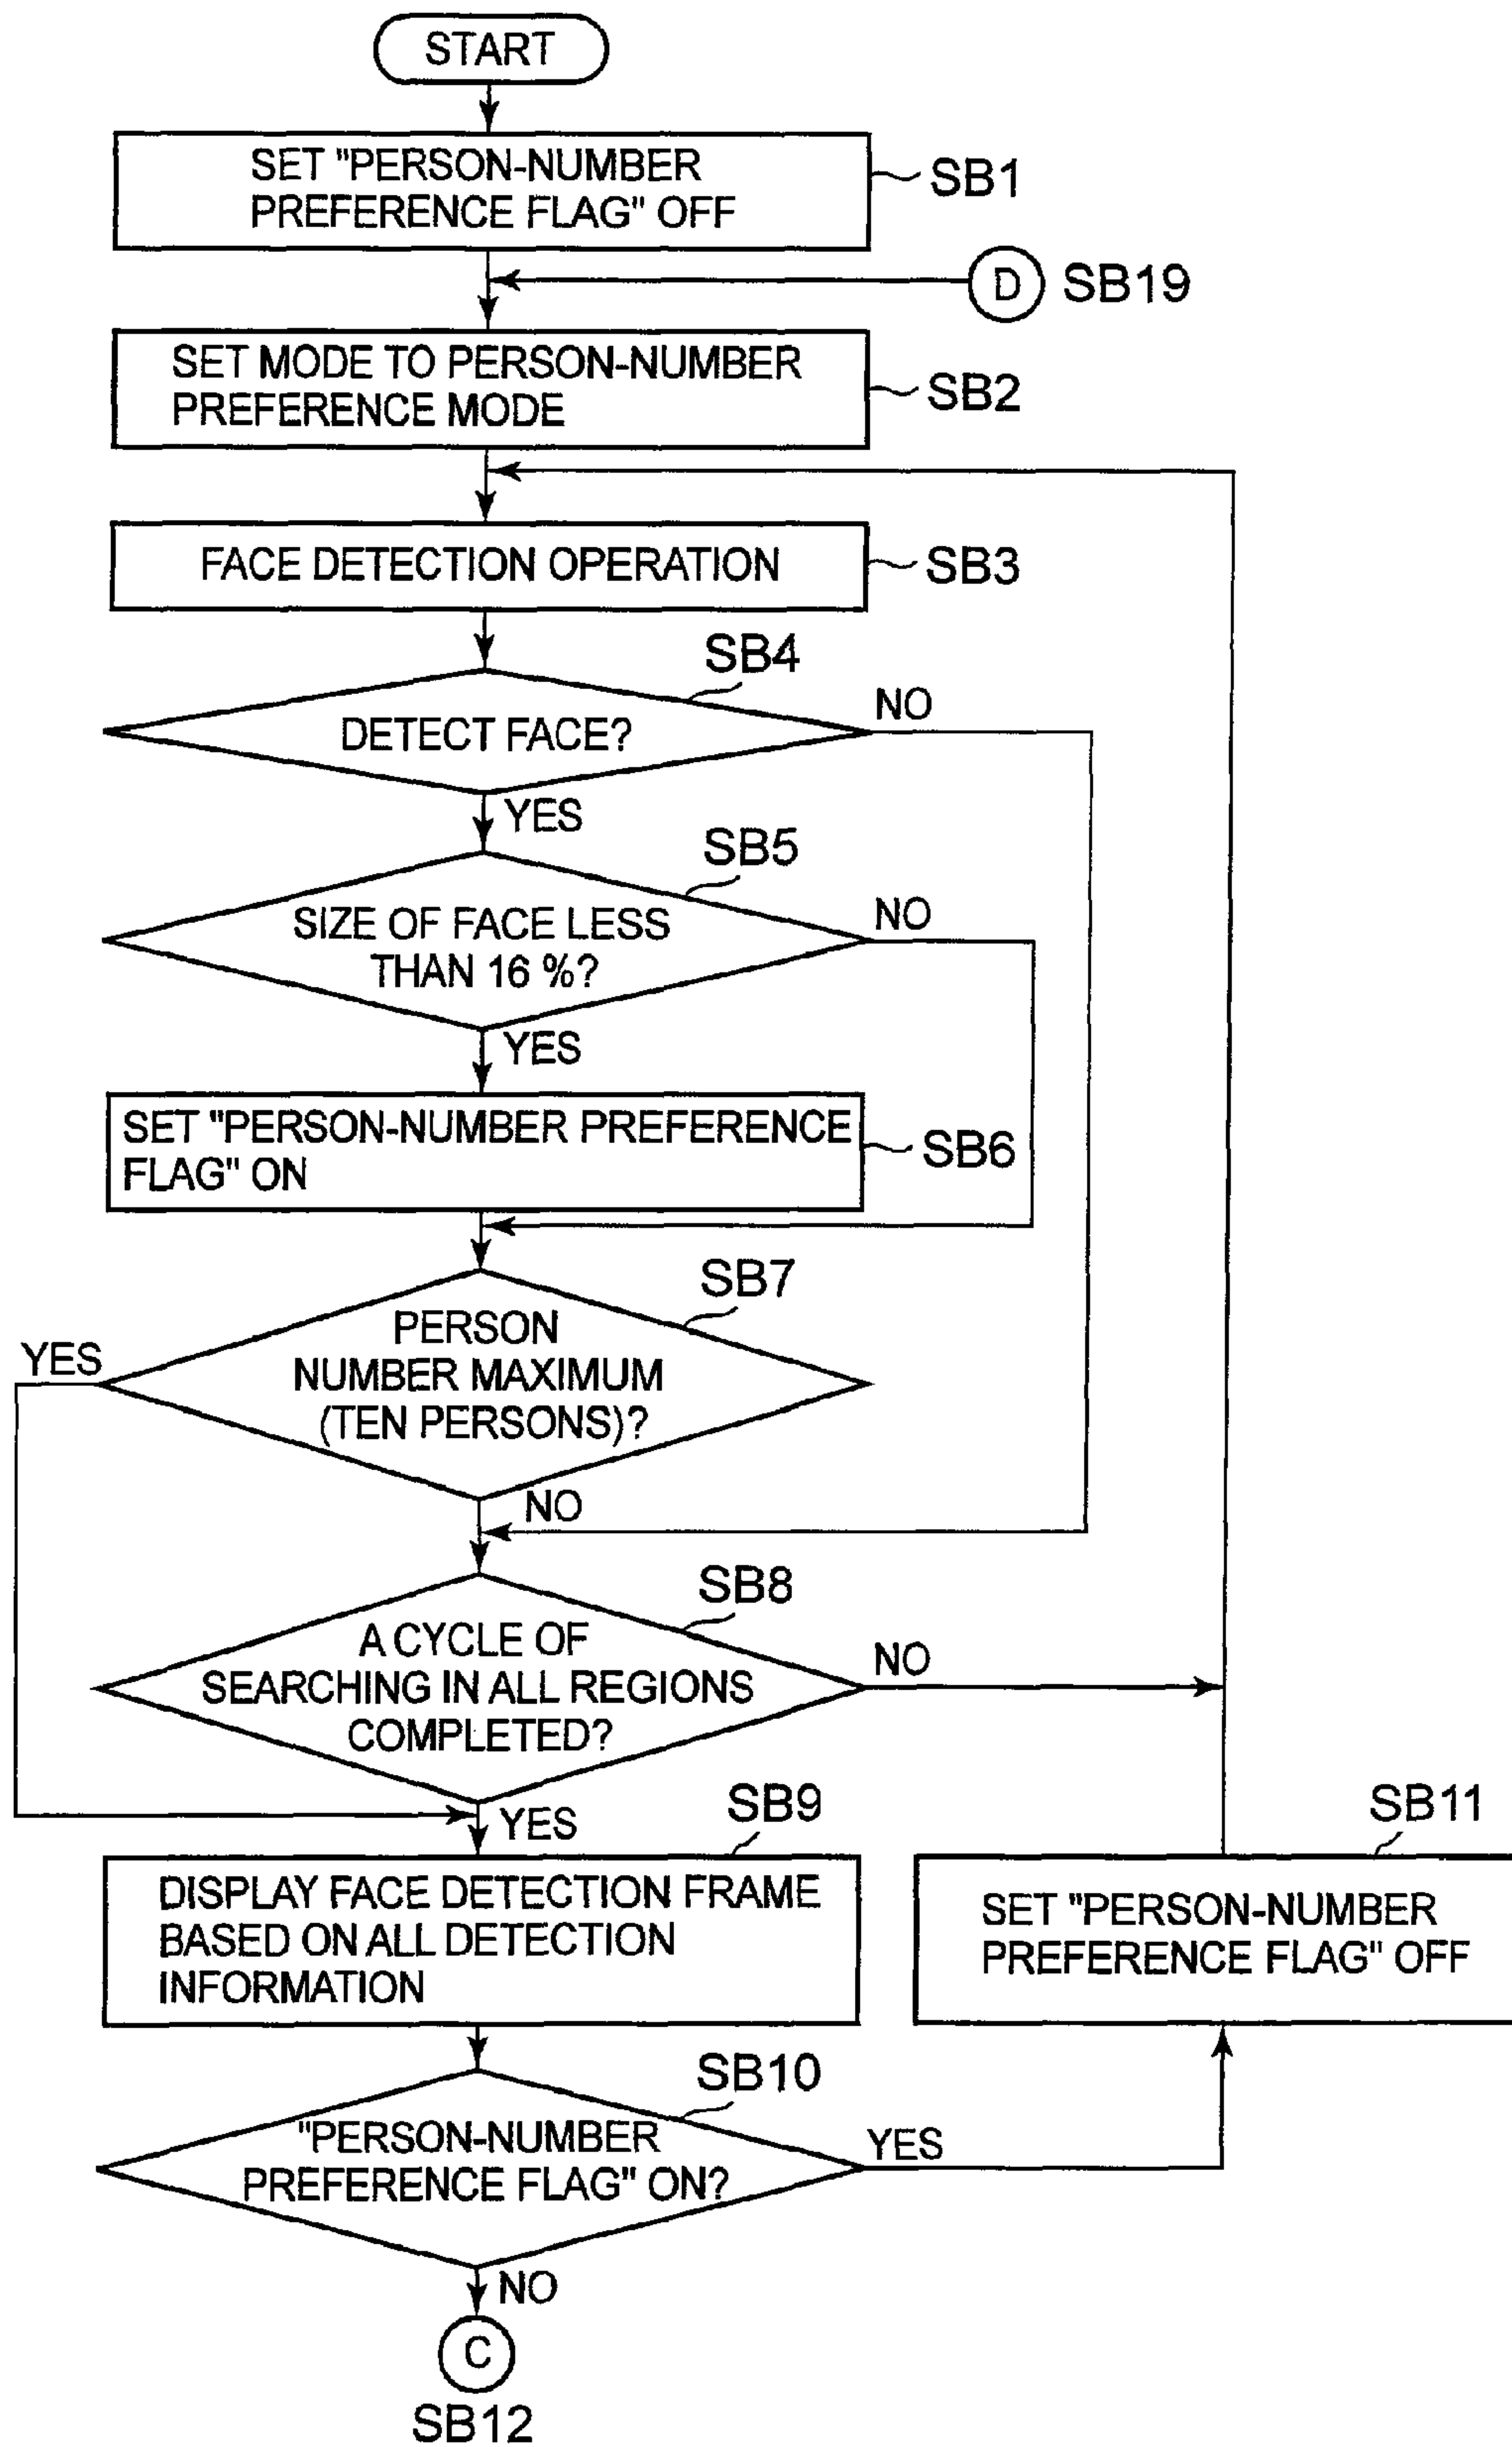 START
SET "PERSON-NUMBER
PREFERENCE FLAG" OFF
SB1
D
SB19
SET MODE TO PERSON-NUMBER
PREFERENCE MODE
SB2
FACE DETECTION OPERATION
SB3
SB4
DETECT FACE?
NO
YES
SB5
SIZE OF FACE LESS
THAN 16 %?
NO
YES
SET "PERSON-NUMBER PREFERENCE
FLAG" ON
SB6
SB7
PERSON
NUMBER MAXIMUM
(TEN PERSONS)?
YES
NO
SB8
A CYCLE OF
SEARCHING IN ALL REGIONS
COMPLETED?
NO
YES
SB9
DISPLAY FACE DETECTION FRAME
BASED ON ALL DETECTION
INFORMATION
SB11
SET "PERSON-NUMBER
PREFERENCE FLAG" OFF
SB10
"PERSON-NUMBER
PREFERENCE FLAG" ON?
YES
NO
C
SB12